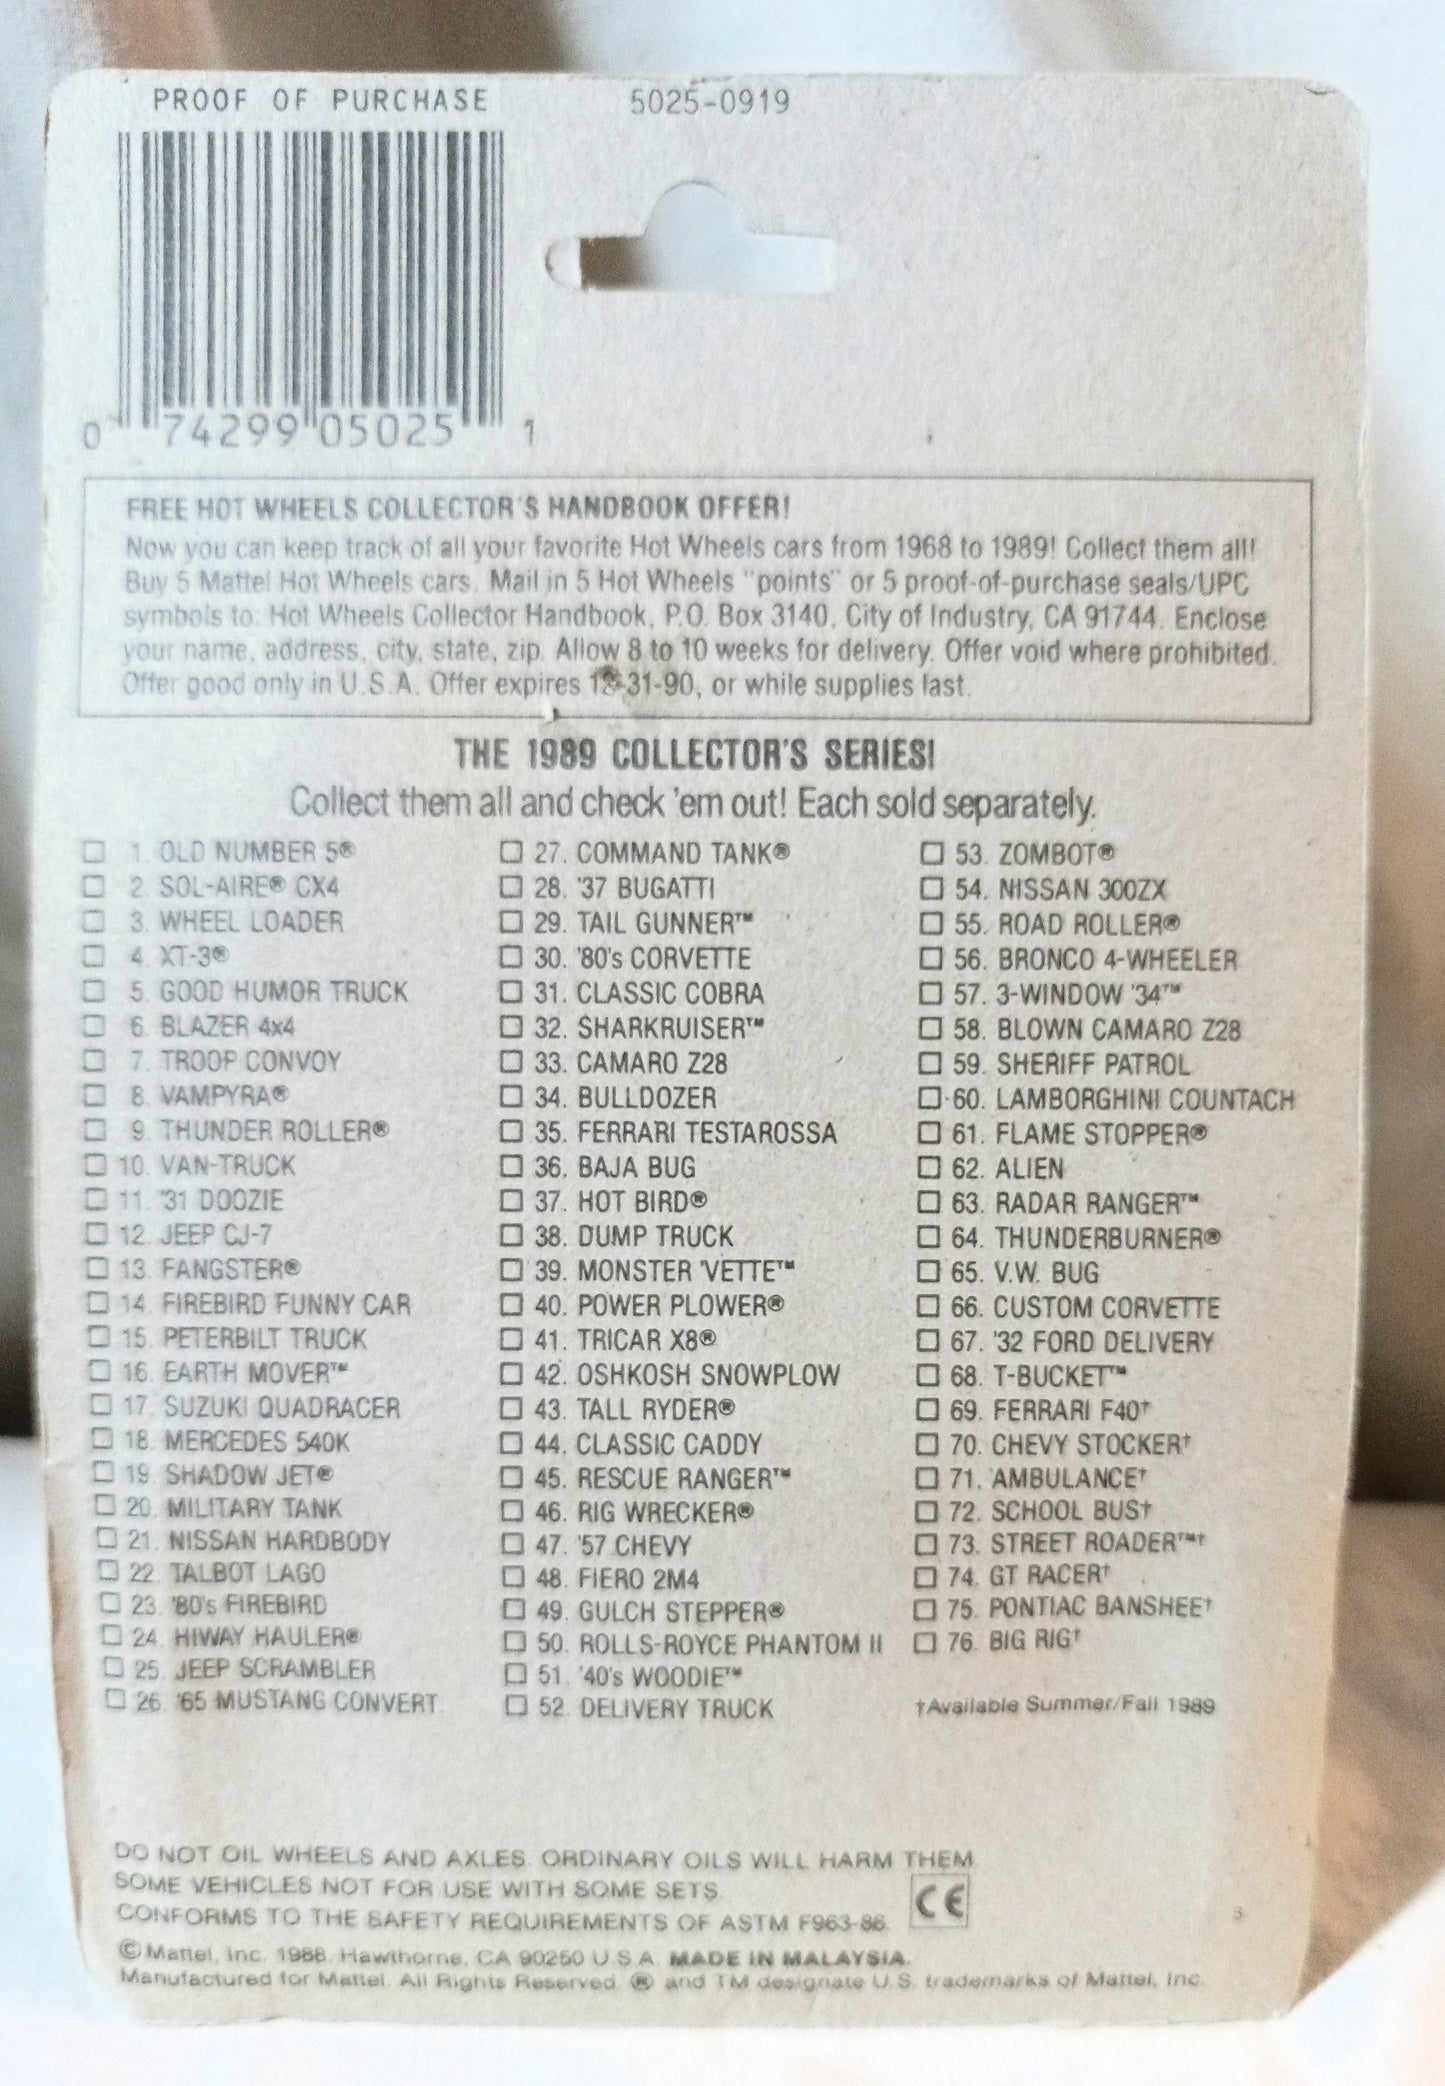 PROOF OF PURCHASE 5025-0919
0 74299 05025 1
FREE HOT WHEELS COLLECTOR'S HANDBOOK OFFER!
Now you can keep track of all your favorite Hot Wheels cars from 1968 to 1989! Collect them all!
Buy 5 Mattel Hot Wheels cars. Mail in 5 Hot Wheels "points" or 5 proof-of-purchase seals/UPC
symbols to: Hot Wheels Collector Handbook, P.O. Box 3140, City of Industry, CA 91744. Enclose
your name, address, city, state, zip. Allow 8 to 10 weeks for delivery. Offer void where prohibited.
Offer good only in U.S.A. Offer expires 12-31-90, or while supplies last.
THE 1989 COLLECTOR'S SERIES!
Collect them all and check 'em out! Each sold separately.
1. OLD NUMBER 5®
2. SOL-AIRE® CX4
3. WHEEL LOADER
4. XT-3®
5. GOOD HUMOR TRUCK
6. BLAZER 4x4
7. TROOP CONVOY
8. VAMPYRA®
9. THUNDER ROLLER®
10. VAN-TRUCK
11. '31 DOOZIE
12. JEEP CJ-7
13. FANGSTER®
14. FIREBIRD FUNNY CAR
15. PETERBILT TRUCK
16. EARTH MOVER™
17. SUZUKI QUADRACER
18. MERCEDES 540K
19. SHADOW JET®
20. MILITARY TANK
21. NISSAN HARDBODY
22. TALBOT LAGO
23. '80's FIREBIRD
24. HIWAY HAULER®
25. JEEP SCRAMBLER
26. '65 MUSTANG CONVERT.
27. COMMAND TANK®
28. '37 BUGATTI
29. TAIL GUNNER™
30. '80's CORVETTE
31. CLASSIC COBRA
32. SHARKRUISER™
33. CAMARO Z28
34. BULLDOZER
35. FERRARI TESTAROSSA
36. BAJA BUG
37. HOT BIRD®
38. DUMP TRUCK
39. MONSTER 'VETTE™
40. POWER PLOWER®
41. TRICAR X8®
42. OSHKOSH SNOWPLOW
43. TALL RYDER®
44. CLASSIC CADDY
45. RESCUE RANGER™
46. RIG WRECKER®
47. '57 CHEVY
48. FIERO 2M4
49. GULCH STEPPER®
50. ROLLS-ROYCE PHANTOM II
51. '40's WOODIE™
52. DELIVERY TRUCK
53. ZOMBOT®
54. NISSAN 300ZX
55. ROAD ROLLER®
56. BRONCO 4-WHEELER
57. 3-WINDOW '34™
58. BLOWN CAMARO Z28
59. SHERIFF PATROL
60. LAMBORGHINI COUNTACH
61. FLAME STOPPER®
62. ALIEN
63. RADAR RANGER™
64. THUNDERBURNER®
65. V.W. BUG
66. CUSTOM CORVETTE
67. '32 FORD DELIVERY
68. T-BUCKET™
69. FERRARI F40†
70. CHEVY STOCKER†
71. AMBULANCE†
72. SCHOOL BUS†
73. STREET ROADER™†
74. GT RACER†
75. PONTIAC BANSHEE†
76. BIG RIG†
†Available Summer/Fall 1989
DO NOT OIL WHEELS AND AXLES. ORDINARY OILS WILL HARM THEM.
SOME VEHICLES NOT FOR USE WITH SOME SETS.
CONFORMS TO THE SAFETY REQUIREMENTS OF ASTM F963-86. CE
© Mattel, Inc. 1988. Hawthorne, CA 90250 U.S.A. MADE IN MALAYSIA.
Manufactured for Mattel. All Rights Reserved. ® and TM designate U.S. trademarks of Mattel, Inc.